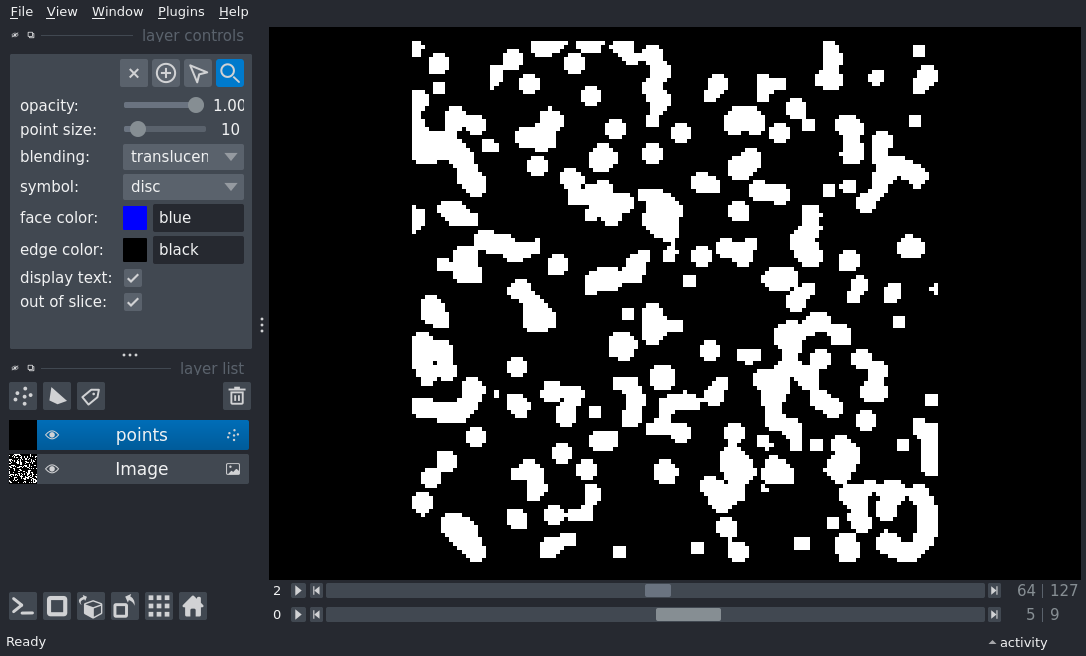 File View Window Plugins Help
layer controls
opacity: 1.00
point size: 10
blending: translucen
symbol: disc
face color: blue
edge color: black
display text:
out of slice:
layer list
points
Image
2 64 | 127
0 5 | 9
Ready activity